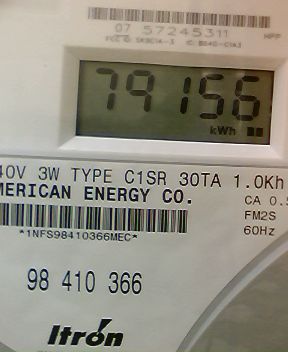 07 57245311
79156
kWh
40V 3W TYPE C1SR 30TA 1.0Kh
MERICAN ENERGY CO.
CA 0.5
FM2S
60Hz
*1NFS98410366MEC*
98 410 366
Itron